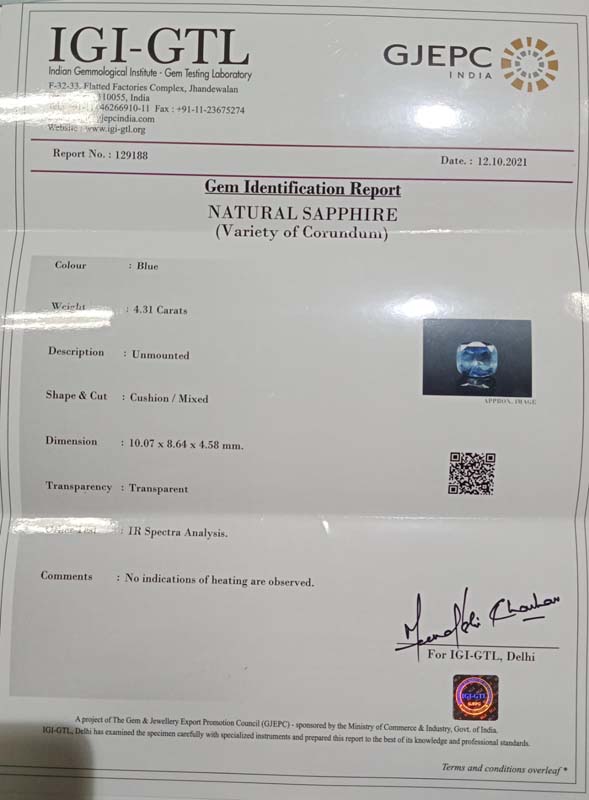 IGI-GTL
Indian Gemmological Institute - Gem Testing Laboratory
F-32-33, Flatted Factories Complex, Jhandewalan
110055, India
46266910-11 Fax : +91-11-23675274
jepcindia.com
Website : www.igi-gtl.org
GJEPC
INDIA
Report No. : 129188
Date. : 12.10.2021
Gem Identification Report
NATURAL SAPPHIRE
(Variety of Corundum)
Colour : Blue
Weight : 4.31 Carats
Description : Unmounted
APPROX. IMAGE
Shape & Cut : Cushion / Mixed
Dimension : 10.07 x 8.64 x 4.58 mm.
Transparency : Transparent
: IR Spectra Analysis.
Comments : No indications of heating are observed.
For IGI-GTL, Delhi
IGI-GTL
GJEPC
A project of The Gem & Jewellery Export Promotion Council (GJEPC) - sponsored by the Ministry of Commerce & Industry, Govt. of India.
IGI-GTL, Delhi has examined the specimen carefully with specialized instruments and prepared this report to the best of its knowledge and professional standards.
Terms and conditions overleaf *